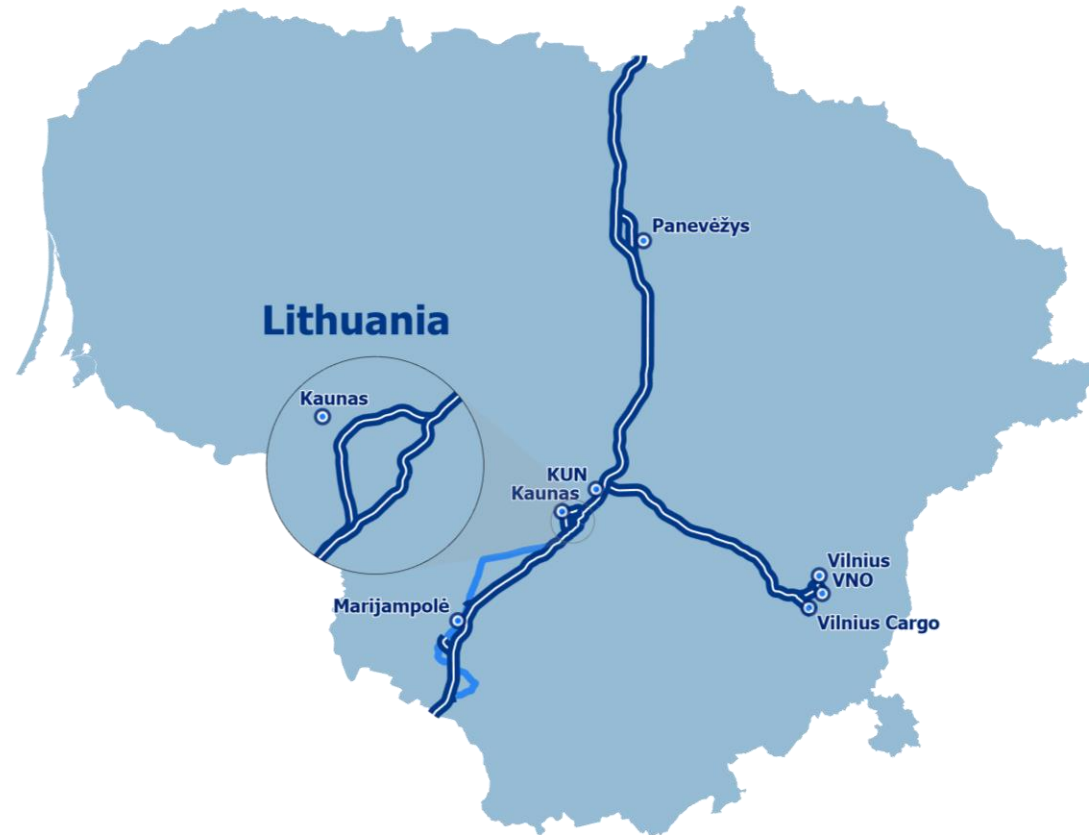 Panevėžys
Lithuania
Kaunas
KUN
Kaunas
Vilnius
VNO
Marijampolė
Vilnius Cargo